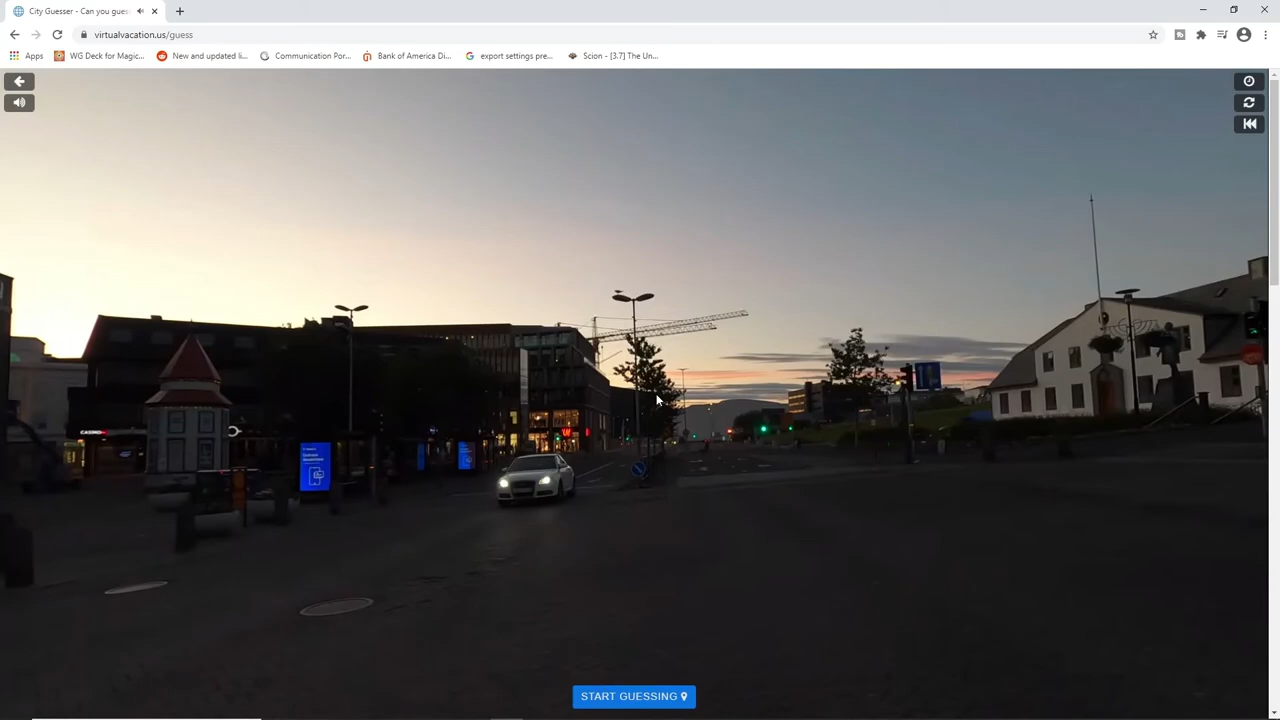 City Guesser - Can you gues
virtualvacation.us/guess
Apps
WG Deck for Magic...
New and updated li...
Communication Por...
Bank of America Di...
export settings pre...
Scion - [3.7] The Un...
CASINO
START GUESSING